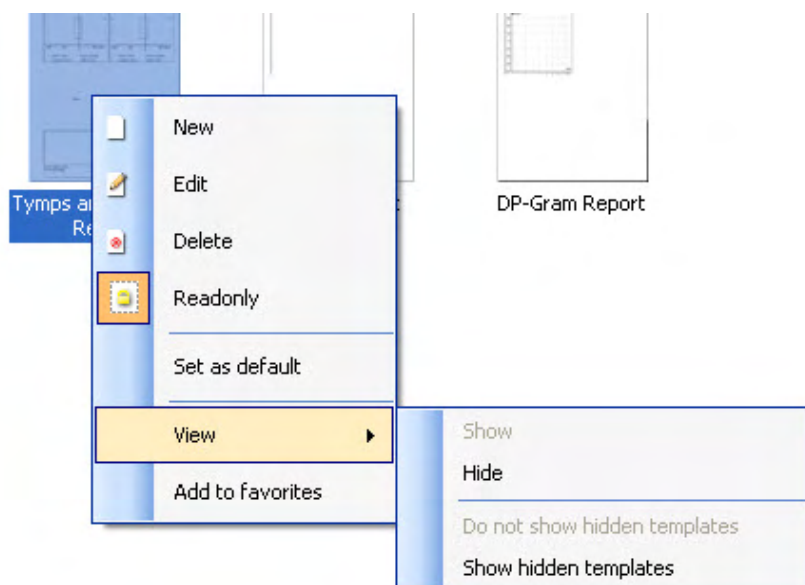 Tymps
DP-Gram Report
New
Edit
Delete
Readonly
Set as default
View
Add to favorites
Show
Hide
Do not show hidden templates
Show hidden templates